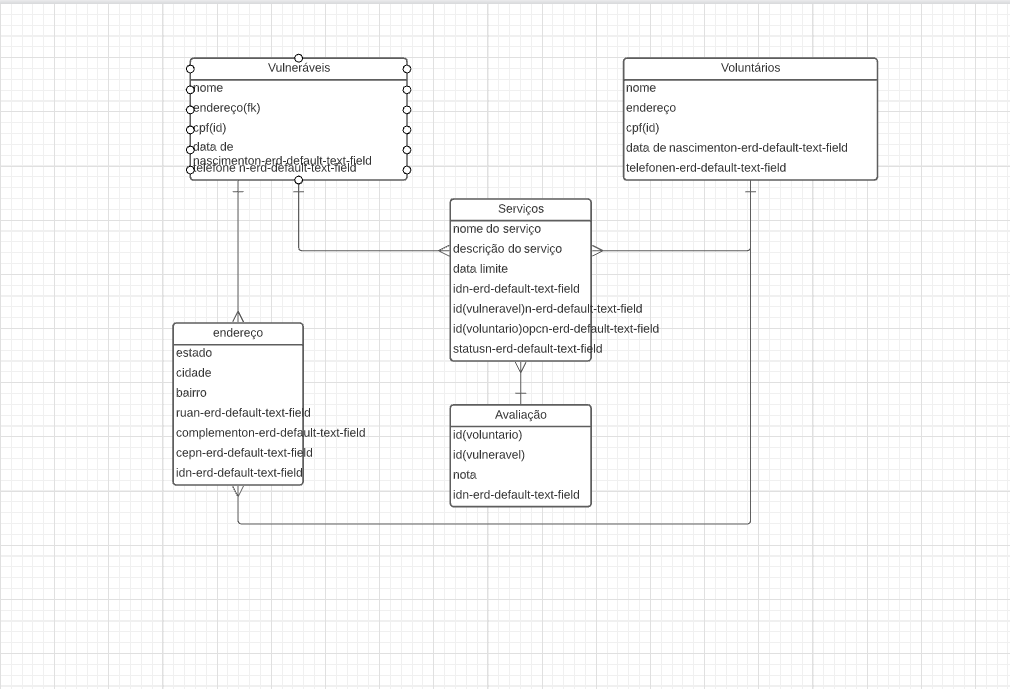 Vulneráveis
nome
endereço(fk)
cpf(id)
data de
nascimenton-erd-default-text-field
telefone n-erd-default-text-field
Voluntários
nome
endereço
cpf(id)
data de nascimenton-erd-default-text-field
telefonen-erd-default-text-field
Serviços
nome do serviço
descrição do serviço
data limite
idn-erd-default-text-field
id(vulneravel)n-erd-default-text-field
id(voluntario)opcn-erd-default-text-field
statusn-erd-default-text-field
endereço
estado
cidade
bairro
ruan-erd-default-text-field
complementon-erd-default-text-field
cepn-erd-default-text-field
idn-erd-default-text-field
Avaliação
id(voluntario)
id(vulneravel)
nota
idn-erd-default-text-field